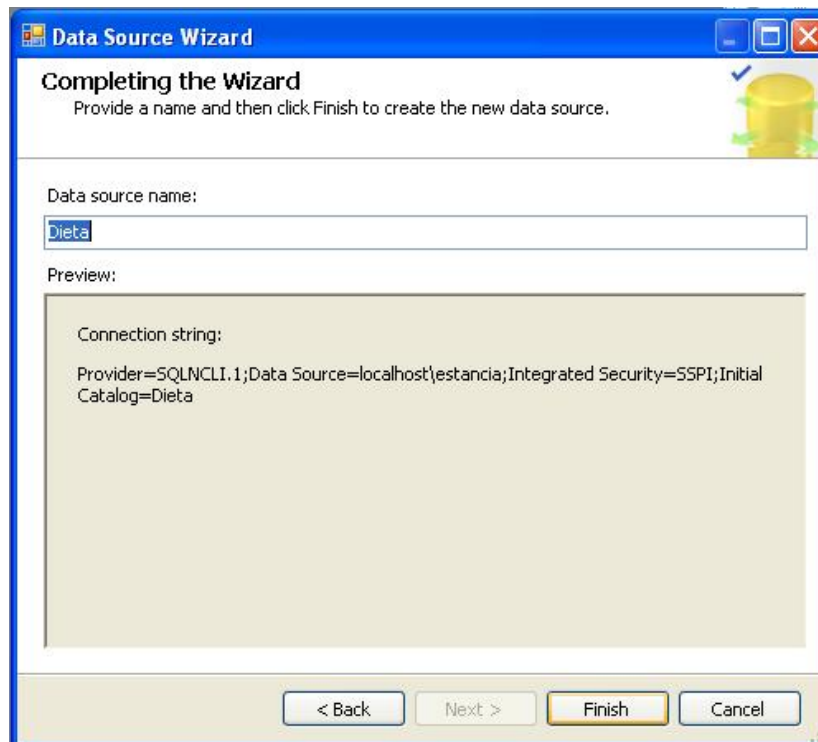 Data Source Wizard
Completing the Wizard
Provide a name and then click Finish to create the new data source.
Data source name:
Dieta
Preview:
Connection string:
Provider=SQLNCLI.1;Data Source=localhost\estancia;Integrated Security=SSPI;Initial
Catalog=Dieta
< Back
Next >
Finish
Cancel